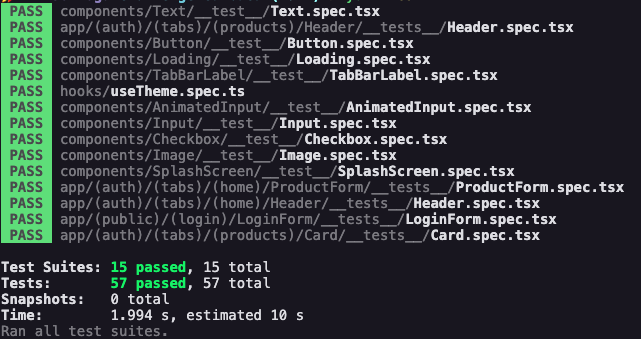 PASS components/Text/__test__/Text.spec.tsx
PASS app/(auth)/(tabs)/(products)/Header/__tests__/Header.spec.tsx
PASS components/Button/__test__/Button.spec.tsx
PASS components/Loading/__test__/Loading.spec.tsx
PASS components/TabBarLabel/__test__/TabBarLabel.spec.tsx
PASS hooks/useTheme.spec.ts
PASS components/AnimatedInput/__test__/AnimatedInput.spec.tsx
PASS components/Input/__test__/Input.spec.tsx
PASS components/Checkbox/__test__/Checkbox.spec.tsx
PASS components/Image/__test__/Image.spec.tsx
PASS components/SplashScreen/__test__/SplashScreen.spec.tsx
PASS app/(auth)/(tabs)/(home)/ProductForm/__tests__/ProductForm.spec.tsx
PASS app/(auth)/(tabs)/(home)/Header/__tests__/Header.spec.tsx
PASS app/(public)/(login)/LoginForm/__tests__/LoginForm.spec.tsx
PASS app/(auth)/(tabs)/(products)/Card/__tests__/Card.spec.tsx
Test Suites: 15 passed, 15 total
Tests: 57 passed, 57 total
Snapshots: 0 total
Time: 1.994 s, estimated 10 s
Ran all test suites.